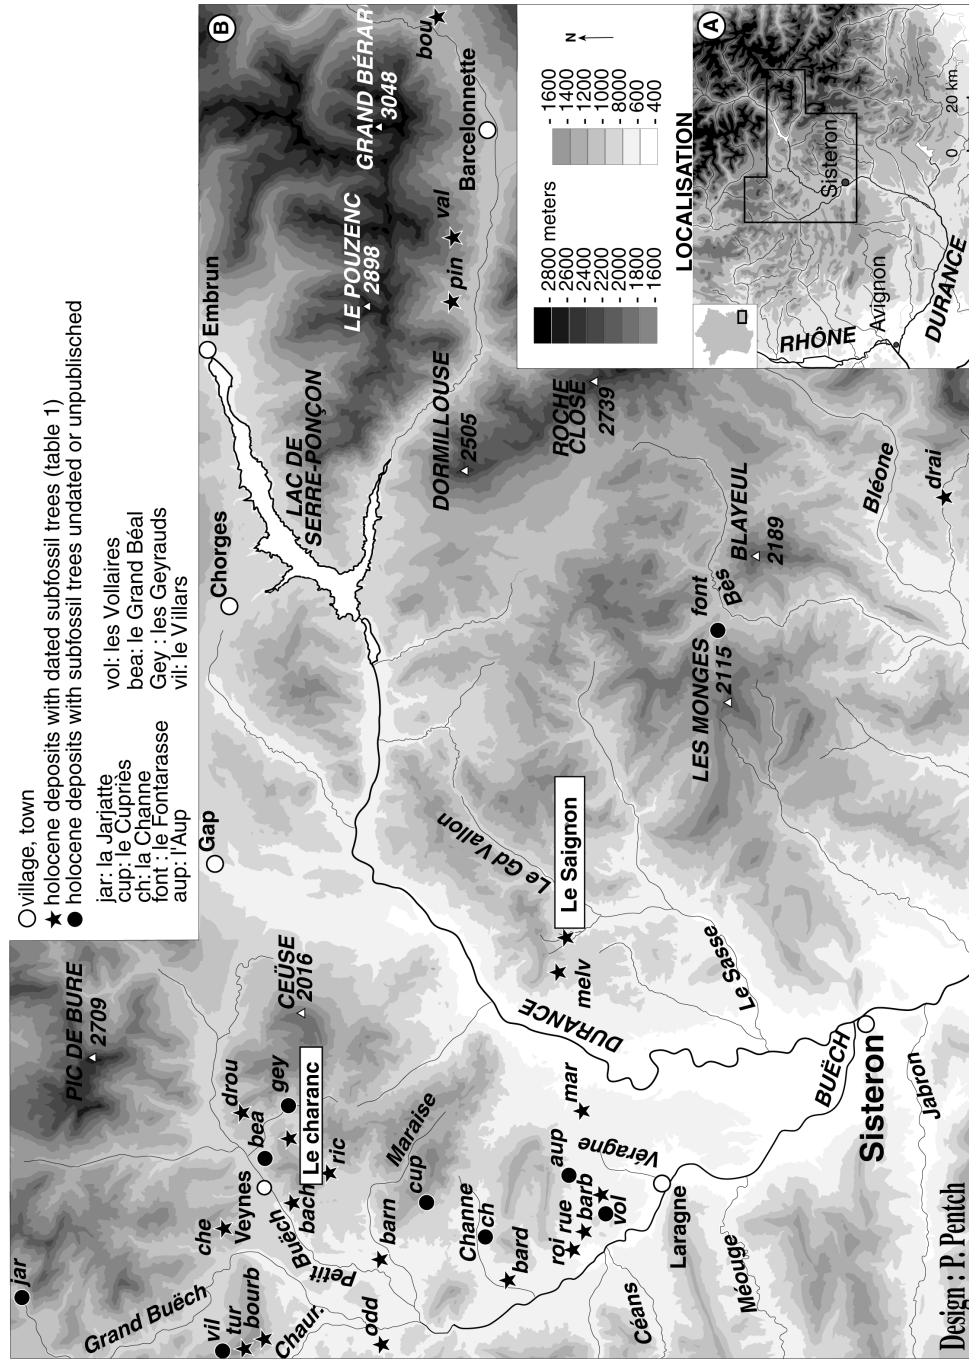 village, town
holocene deposits with dated subfossil trees (table 1)
holocene deposits with subfossil trees undated or unpublisched
jar: la Jarjatte
cup: le Cupriès
ch: la Channe
font : le Fontarasse
aup: l'Aup
vol: les Vollaires
bea: le Grand Béal
Gey : les Geyrauds
vil: le Villars
B
GRAND BÉRAR
3048
bou
Barcelonnette
LE POUZENC
2898
val
pin
Embrun
LAC DE
SERRE-PONÇON
DORMILLOUSE
2505
ROCHE
CLOSE
2739
Chorges
BLAYEUL
2189
Bléone
drai
LES MONGES
2115
font
Bès
Gap
Le Gd Vallon
Le Saignon
melv
Le Sasse
DURANCE
PIC DE BURE
2709
CEÜSE
2016
drou
gey
bea
Le charanc
ric
bach
Veynes
che
Petit Buëch
Maraise
cup
barn
Channe
ch
bard
mar
aup
Véragne
roi
rue
barb
vol
Laragne
BUËCH
Sisteron
Jabron
Méouge
Céans
jar
Grand Buëch
vil
tur
bourb
Chaur.
odd
N
2800 meters
2600
2400
2200
2000
1800
1600
1600
1400
1200
1000
8000
600
400
LOCALISATION
A
Sisteron
Avignon
RHÔNE
DURANCE
0 20 km
Design : P. Pentch